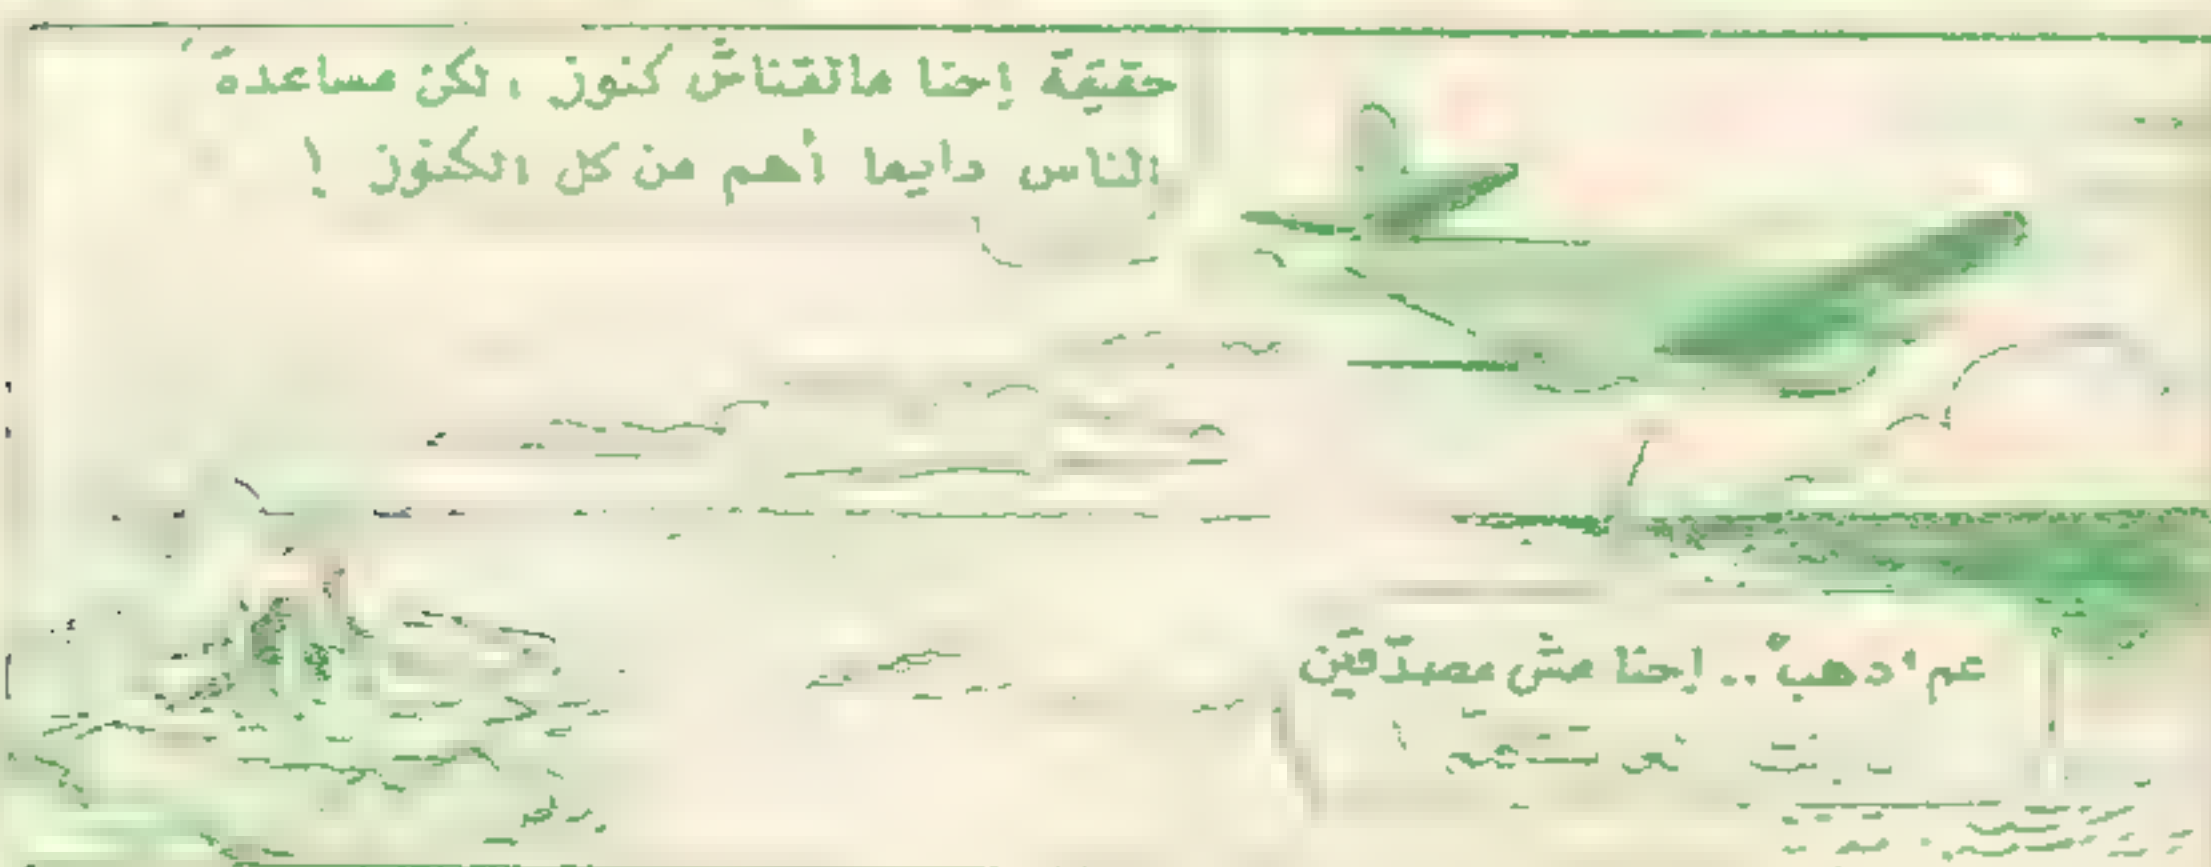 حقيقة إحنا مالقناش كنوز ، لكن مساعدة
الناس دايما أهم من كل الكنوز !
عم دهب .. إحنا مش مصدقين